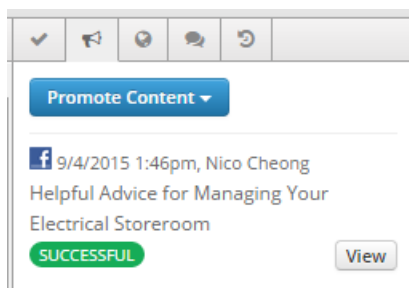 Promote Content
f 9/4/2015 1:46pm, Nico Cheong
Helpful Advice for Managing Your
Electrical Storeroom
SUCCESSFUL View